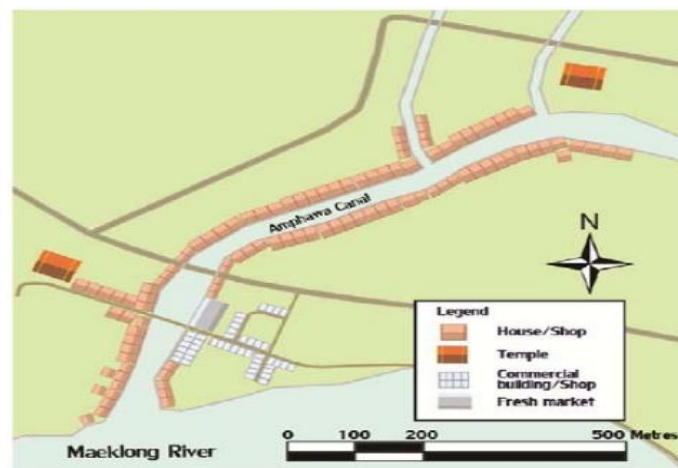 Amphawa Canal
N
Legend
House/Shop
Temple
Commercial
building/Shop
Fresh market
Maeklong River
0 100 200 500 Metres